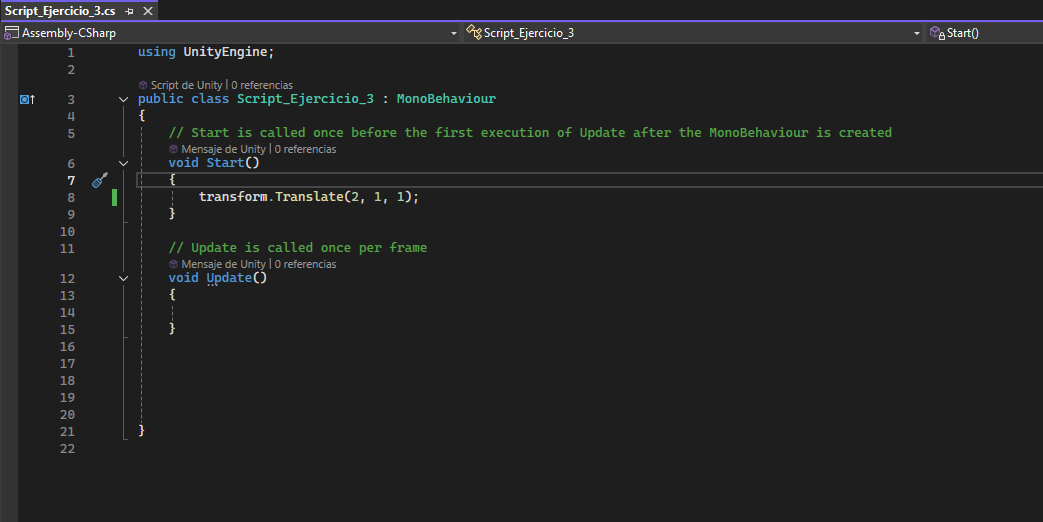 Script_Ejercicio_3.cs
Assembly-CSharp Script_Ejercicio_3 Start()
1 using UnityEngine;
2
Script de Unity | 0 referencias
3 public class Script_Ejercicio_3 : MonoBehaviour
4 {
5 // Start is called once before the first execution of Update after the MonoBehaviour is created
Mensaje de Unity | 0 referencias
6 void Start()
7 {
8 transform.Translate(2, 1, 1);
9 }
10
11 // Update is called once per frame
Mensaje de Unity | 0 referencias
12 void Update()
13 {
14
15 }
16
17
18
19
20
21 }
22